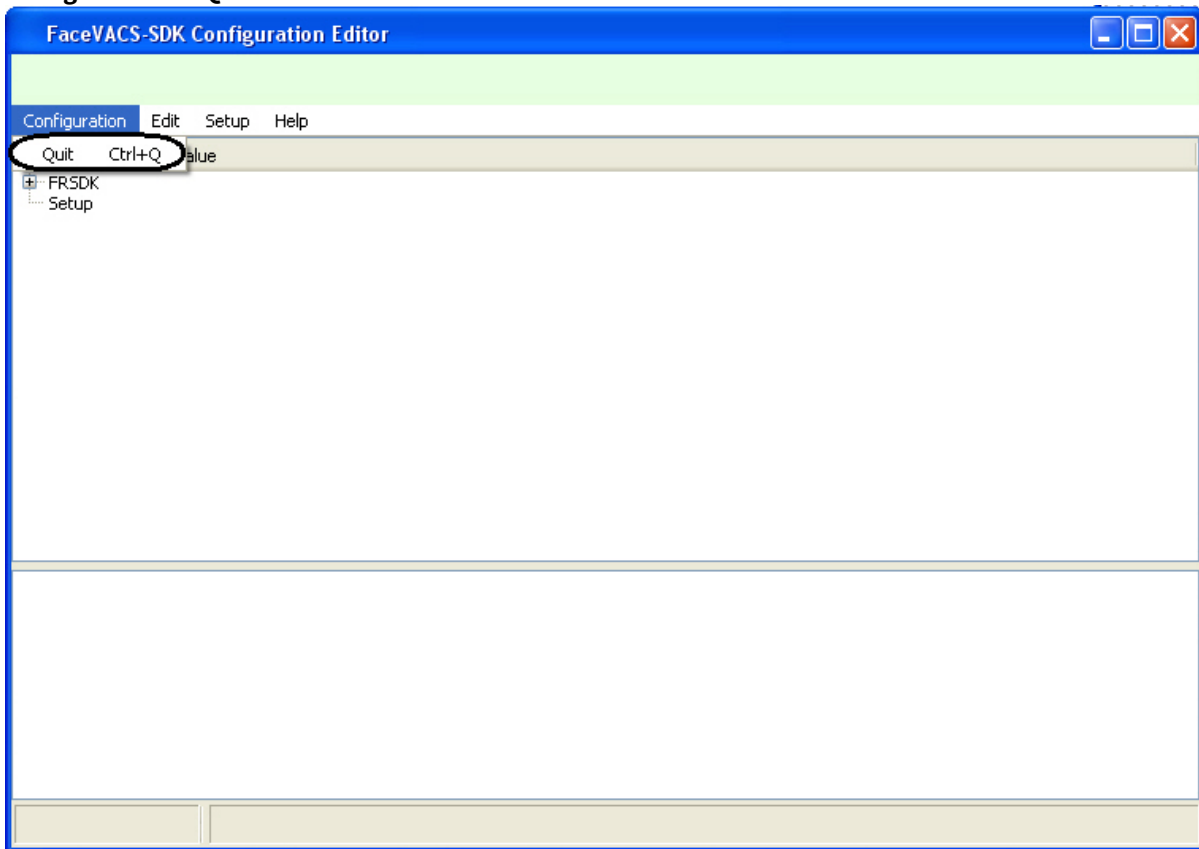 FaceVACS-SDK Configuration Editor
Configuration Edit Setup Help
Quit Ctrl+Q alue
FRSDK
Setup